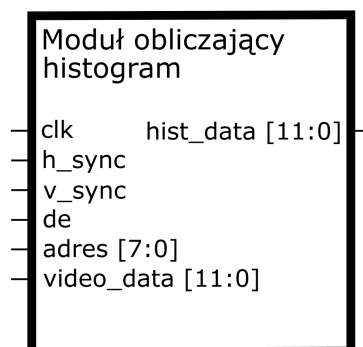 Moduł obliczający
histogram
clk hist_data [11:0]
h_sync
v_sync
de
adres [7:0]
video_data [11:0]